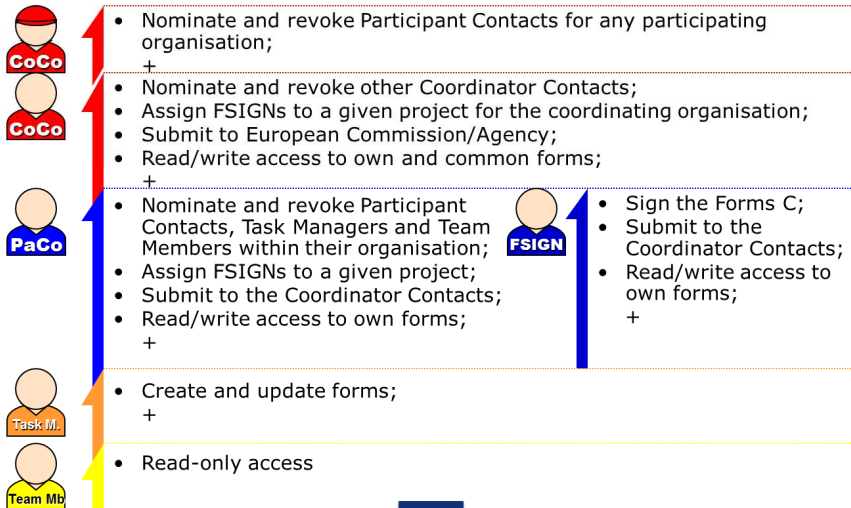 CoCo
• Nominate and revoke Participant Contacts for any participating
organisation;
+
CoCo
• Nominate and revoke other Coordinator Contacts;
• Assign FSIGNs to a given project for the coordinating organisation;
• Submit to European Commission/Agency;
• Read/write access to own and common forms;
+
PaCo
• Nominate and revoke Participant
Contacts, Task Managers and Team
Members within their organisation;
• Assign FSIGNs to a given project;
• Submit to the Coordinator Contacts;
• Read/write access to own forms;
+
FSIGN
• Sign the Forms C;
• Submit to the
Coordinator Contacts;
• Read/write access to
own forms;
+
Task M.
• Create and update forms;
+
Team Mb
• Read-only access